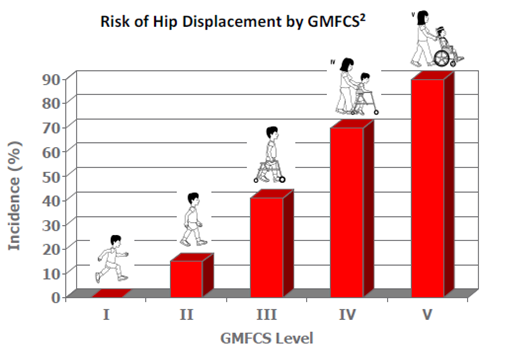 Risk of Hip Displacement by GMFCS²
IV
V
90
80
70
60
50
40
30
20
10
0
Incidence (%)
I II III IV V
GMFCS Level